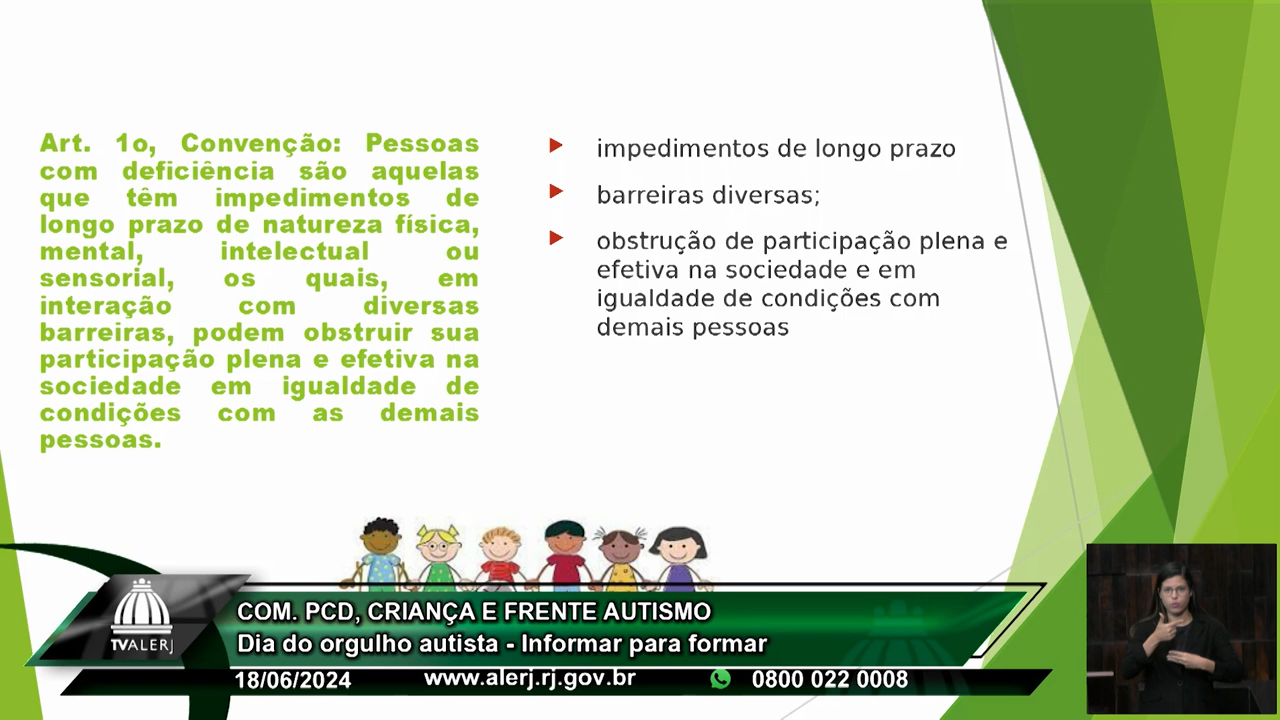 Art. 1o, Convenção: Pessoas
com deficiência são aquelas
que têm impedimentos de
longo prazo de natureza física,
mental, intelectual ou
sensorial, os quais, em
interação com diversas
barreiras, podem obstruir sua
participação plena e efetiva na
sociedade em igualdade de
condições com as demais
pessoas.
impedimentos de longo prazo
barreiras diversas;
obstrução de participação plena e
efetiva na sociedade e em
igualdade de condições com
demais pessoas
TVALERJ
COM. PCD, CRIANÇA E FRENTE AUTISMO
Dia do orgulho autista - Informar para formar
18/06/2024 www.alerj.rj.gov.br 0800 022 0008